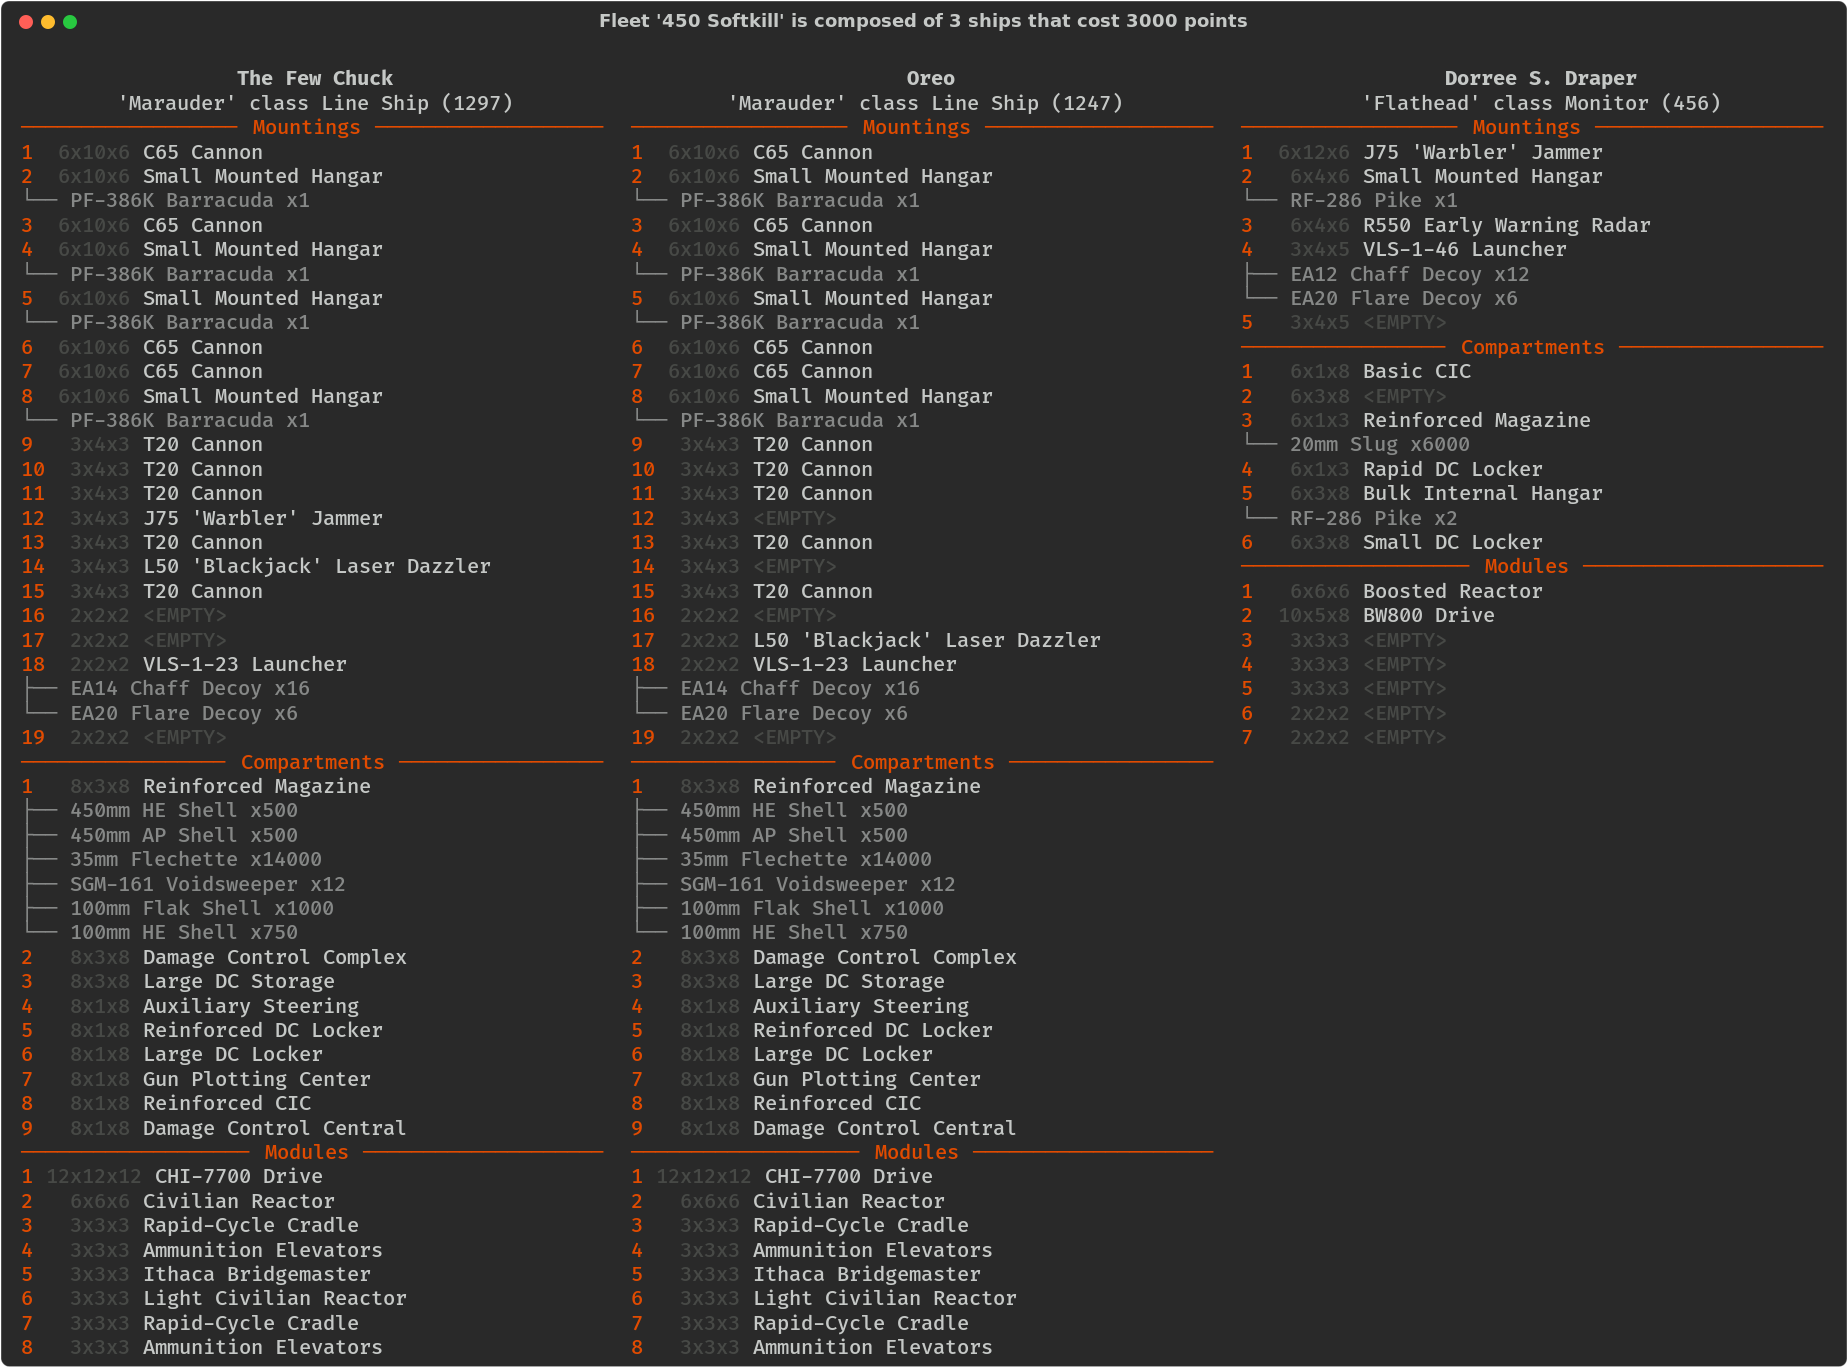 Fleet '450 Softkill' is composed of 3 ships that cost 3000 points
The Few Chuck
'Marauder' class Line Ship (1297)
Mountings
1 6x10x6 C65 Cannon
2 6x10x6 Small Mounted Hangar
PF-386K Barracuda x1
3 6x10x6 C65 Cannon
4 6x10x6 Small Mounted Hangar
PF-386K Barracuda x1
5 6x10x6 Small Mounted Hangar
PF-386K Barracuda x1
6 6x10x6 C65 Cannon
7 6x10x6 C65 Cannon
8 6x10x6 Small Mounted Hangar
PF-386K Barracuda x1
9 3x4x3 T20 Cannon
10 3x4x3 T20 Cannon
11 3x4x3 T20 Cannon
12 3x4x3 J75 'Warbler' Jammer
13 3x4x3 T20 Cannon
14 3x4x3 L50 'Blackjack' Laser Dazzler
15 3x4x3 T20 Cannon
16 2x2x2 <EMPTY>
17 2x2x2 <EMPTY>
18 2x2x2 VLS-1-23 Launcher
EA14 Chaff Decoy x16
EA20 Flare Decoy x6
19 2x2x2 <EMPTY>
Compartments
1 8x3x8 Reinforced Magazine
450mm HE Shell x500
450mm AP Shell x500
35mm Flechette x14000
SGM-161 Voidsweeper x12
100mm Flak Shell x1000
100mm HE Shell x750
2 8x3x8 Damage Control Complex
3 8x3x8 Large DC Storage
4 8x1x8 Auxiliary Steering
5 8x1x8 Reinforced DC Locker
6 8x1x8 Large DC Locker
7 8x1x8 Gun Plotting Center
8 8x1x8 Reinforced CIC
9 8x1x8 Damage Control Central
Modules
1 12x12x12 CHI-7700 Drive
2 6x6x6 Civilian Reactor
3 3x3x3 Rapid-Cycle Cradle
4 3x3x3 Ammunition Elevators
5 3x3x3 Ithaca Bridgemaster
6 3x3x3 Light Civilian Reactor
7 3x3x3 Rapid-Cycle Cradle
8 3x3x3 Ammunition Elevators
Oreo
'Marauder' class Line Ship (1247)
Mountings
1 6x10x6 C65 Cannon
2 6x10x6 Small Mounted Hangar
PF-386K Barracuda x1
3 6x10x6 C65 Cannon
4 6x10x6 Small Mounted Hangar
PF-386K Barracuda x1
5 6x10x6 Small Mounted Hangar
PF-386K Barracuda x1
6 6x10x6 C65 Cannon
7 6x10x6 C65 Cannon
8 6x10x6 Small Mounted Hangar
PF-386K Barracuda x1
9 3x4x3 T20 Cannon
10 3x4x3 T20 Cannon
11 3x4x3 T20 Cannon
12 3x4x3 <EMPTY>
13 3x4x3 T20 Cannon
14 3x4x3 <EMPTY>
15 3x4x3 T20 Cannon
16 2x2x2 <EMPTY>
17 2x2x2 L50 'Blackjack' Laser Dazzler
18 2x2x2 VLS-1-23 Launcher
EA14 Chaff Decoy x16
EA20 Flare Decoy x6
19 2x2x2 <EMPTY>
Compartments
1 8x3x8 Reinforced Magazine
450mm HE Shell x500
450mm AP Shell x500
35mm Flechette x14000
SGM-161 Voidsweeper x12
100mm Flak Shell x1000
100mm HE Shell x750
2 8x3x8 Damage Control Complex
3 8x3x8 Large DC Storage
4 8x1x8 Auxiliary Steering
5 8x1x8 Reinforced DC Locker
6 8x1x8 Large DC Locker
7 8x1x8 Gun Plotting Center
8 8x1x8 Reinforced CIC
9 8x1x8 Damage Control Central
Modules
1 12x12x12 CHI-7700 Drive
2 6x6x6 Civilian Reactor
3 3x3x3 Rapid-Cycle Cradle
4 3x3x3 Ammunition Elevators
5 3x3x3 Ithaca Bridgemaster
6 3x3x3 Light Civilian Reactor
7 3x3x3 Rapid-Cycle Cradle
8 3x3x3 Ammunition Elevators
Dorree S. Draper
'Flathead' class Monitor (456)
Mountings
1 6x12x6 J75 'Warbler' Jammer
2 6x4x6 Small Mounted Hangar
RF-286 Pike x1
3 6x4x6 R550 Early Warning Radar
4 3x4x5 VLS-1-46 Launcher
EA12 Chaff Decoy x12
EA20 Flare Decoy x6
5 3x4x5 <EMPTY>
Compartments
1 6x1x8 Basic CIC
2 6x3x8 <EMPTY>
3 6x1x3 Reinforced Magazine
20mm Slug x6000
4 6x1x3 Rapid DC Locker
5 6x3x8 Bulk Internal Hangar
RF-286 Pike x2
6 6x3x8 Small DC Locker
Modules
1 6x6x6 Boosted Reactor
2 10x5x8 BW800 Drive
3 3x3x3 <EMPTY>
4 3x3x3 <EMPTY>
5 3x3x3 <EMPTY>
6 2x2x2 <EMPTY>
7 2x2x2 <EMPTY>